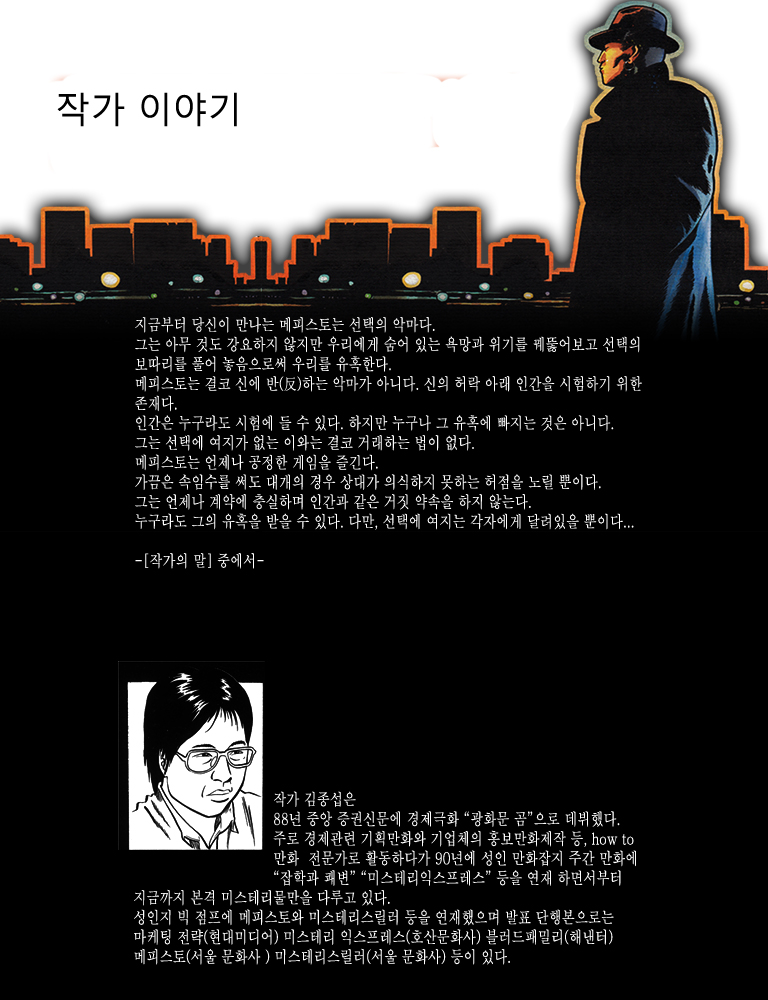 작가 이야기
지금부터 당신이 만나는 메피스토는 선택의 악마다.
그는 아무 것도 강요하지 않지만 우리에게 숨어 있는 욕망과 위기를 꿰뚫어보고 선택의
보따리를 풀어 놓음으로써 우리를 유혹한다.
메피스토는 결코 신에 반(反)하는 악마가 아니다. 신의 허락 아래 인간을 시험하기 위한
존재다.
인간은 누구라도 시험에 들 수 있다. 하지만 누구나 그 유혹에 빠지는 것은 아니다.
그는 선택에 여지가 없는 이와는 결코 거래하는 법이 없다.
메피스토는 언제나 공정한 게임을 즐긴다.
가끔은 속임수를 써도 대개의 경우 상대가 의식하지 못하는 허점을 노릴 뿐이다.
그는 언제나 계약에 충실하며 인간과 같은 거짓 약속을 하지 않는다.
누구라도 그의 유혹을 받을 수 있다. 다만, 선택에 여지는 각자에게 달려있을 뿐이다...
-[작가의 말] 중에서-
작가 김종섭은
88년 중앙 증권신문에 경제극화 “광화문 곰”으로 데뷔했다.
주로 경제관련 기획만화와 기업체의 홍보만화제작 등, how to
만화 전문가로 활동하다가 90년에 성인 만화잡지 주간 만화에
“잡학과 패변” “미스테리익스프레스” 등을 연재 하면서부터
지금까지 본격 미스테리물만을 다루고 있다.
성인지 빅 점프에 메피스토와 미스테리스릴러 등을 연재했으며 발표 단행본으로는
마케팅 전략(현대미디어) 미스테리 익스프레스(호산문화사) 블러드패밀리(해낸터)
메피스토(서울 문화사 ) 미스테리스릴러(서울 문화사) 등이 있다.